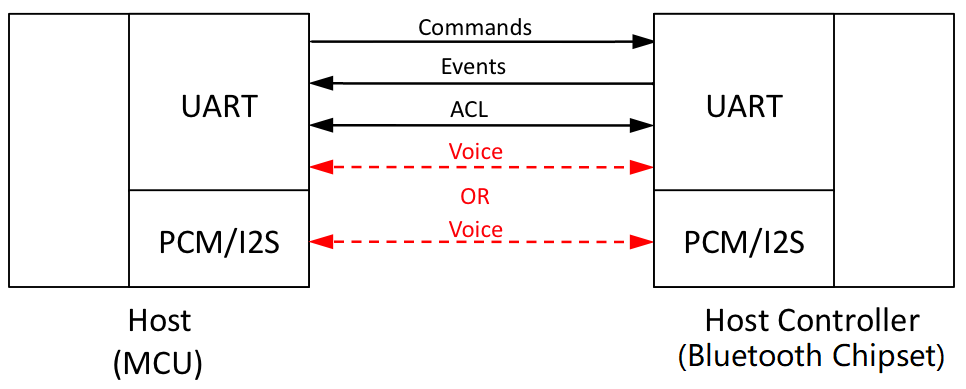 Commands
Events
UART
ACL
UART
Voice
OR
Voice
PCM/I2S
PCM/I2S
Host
(MCU)
Host Controller
(Bluetooth Chipset)